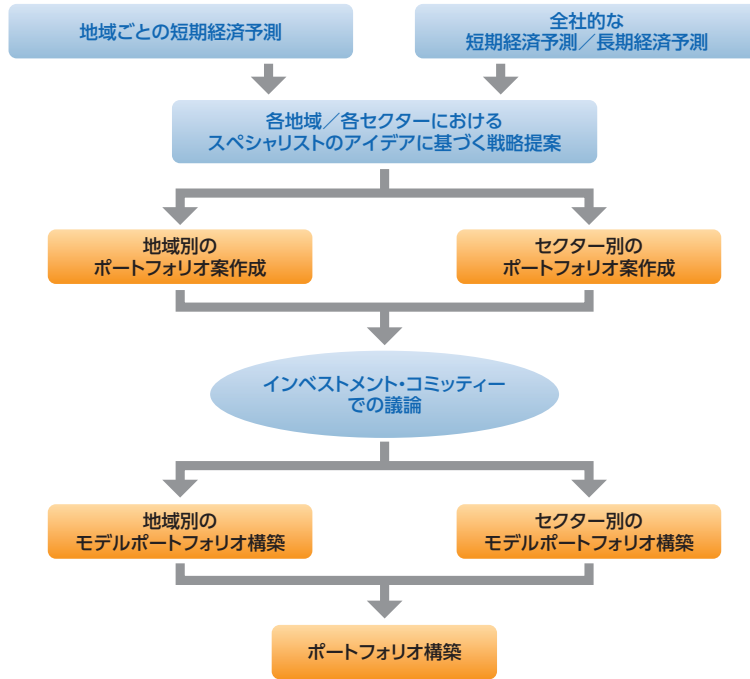 地域ごとの短期経済予測
全社的な
短期経済予測／長期経済予測
各地域／各セクターにおける
スペシャリストのアイデアに基づく戦略提案
地域別の
ポートフォリオ案作成
セクター別の
ポートフォリオ案作成
インベストメント・コミッティー
での議論
地域別の
モデルポートフォリオ構築
セクター別の
モデルポートフォリオ構築
ポートフォリオ構築